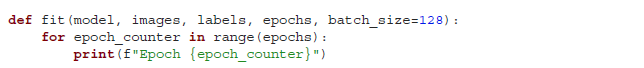 def fit(model, images, labels, epochs, batch_size=128):
    for epoch_counter in range(epochs):
        print(f"Epoch {epoch_counter}")